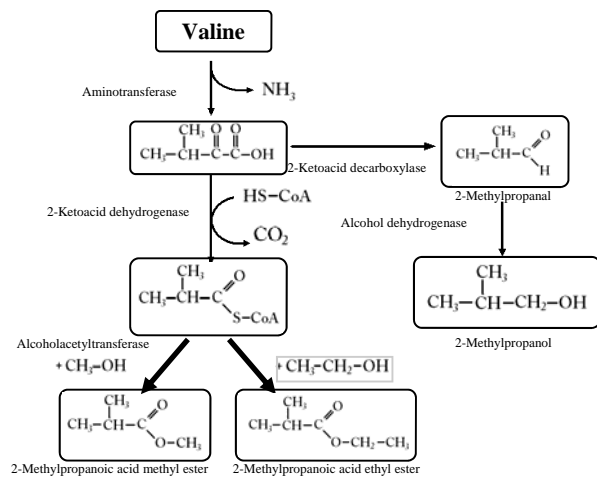 Valine
Aminotransferase
NH3
CH3 O O
CH3–CH–C–C–OH
2-Ketoacid decarboxylase
CH3 O
CH3–CH–C
H
2-Methylpropanal
2-Ketoacid dehydrogenase
HS–CoA
CO2
Alcohol dehydrogenase
CH3 O
CH3–CH–C
S–CoA
CH3
CH3–CH–CH2–OH
2-Methylpropanol
Alcoholacetyltransferase
+CH3–OH
+CH3–CH2–OH
CH3 O
CH3–CH–C
O–CH3
CH3 O
CH3–CH–C
O–CH2–CH3
2-Methylpropanoic acid methyl ester
2-Methylpropanoic acid ethyl ester